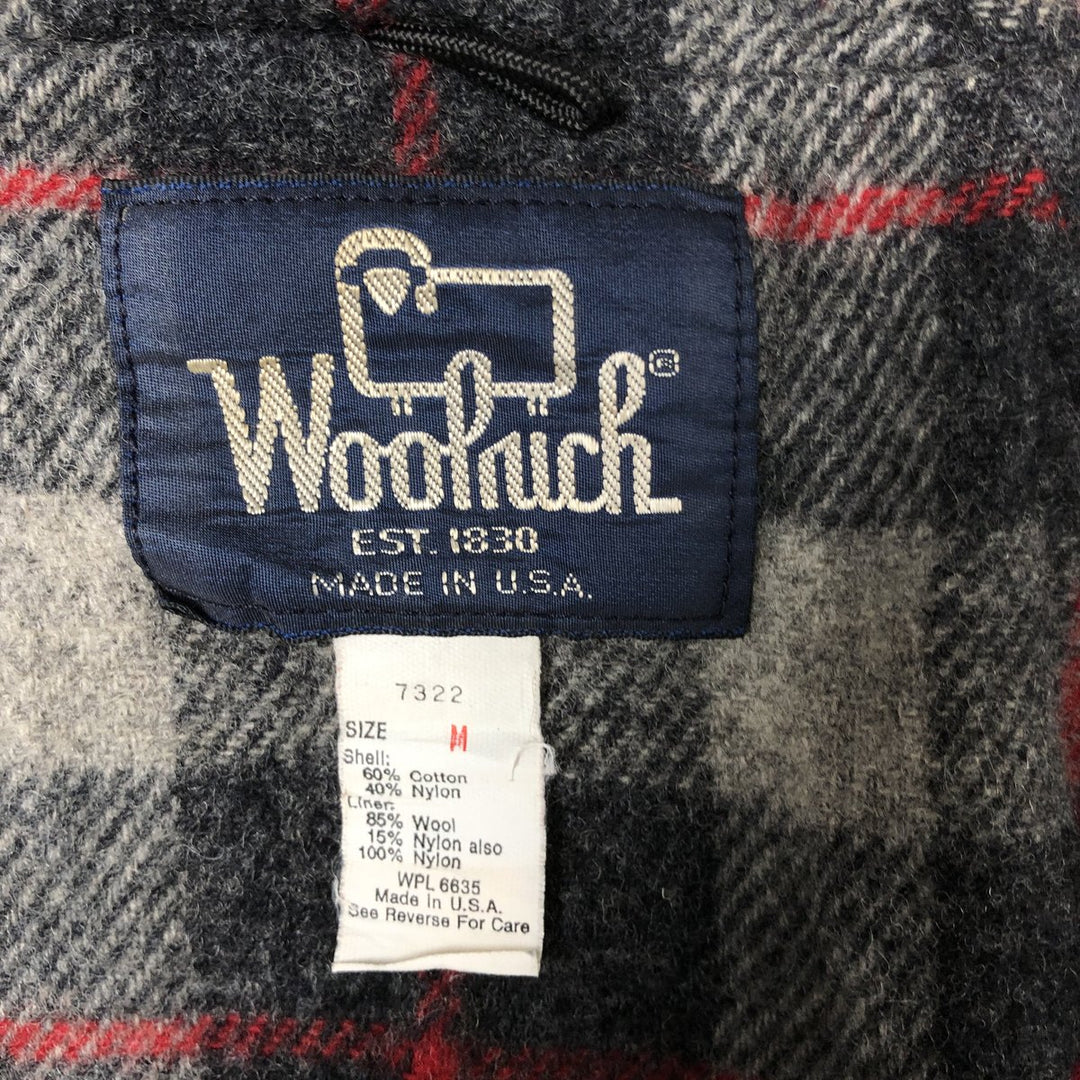 Woolrich®
EST. 1830
MADE IN U.S.A.
7322
SIZE M
Shell:
60% Cotton
40% Nylon
Liner:
85% Wool
15% Nylon also
100% Nylon
WPL 6635
Made In U.S.A.
See Reverse For Care